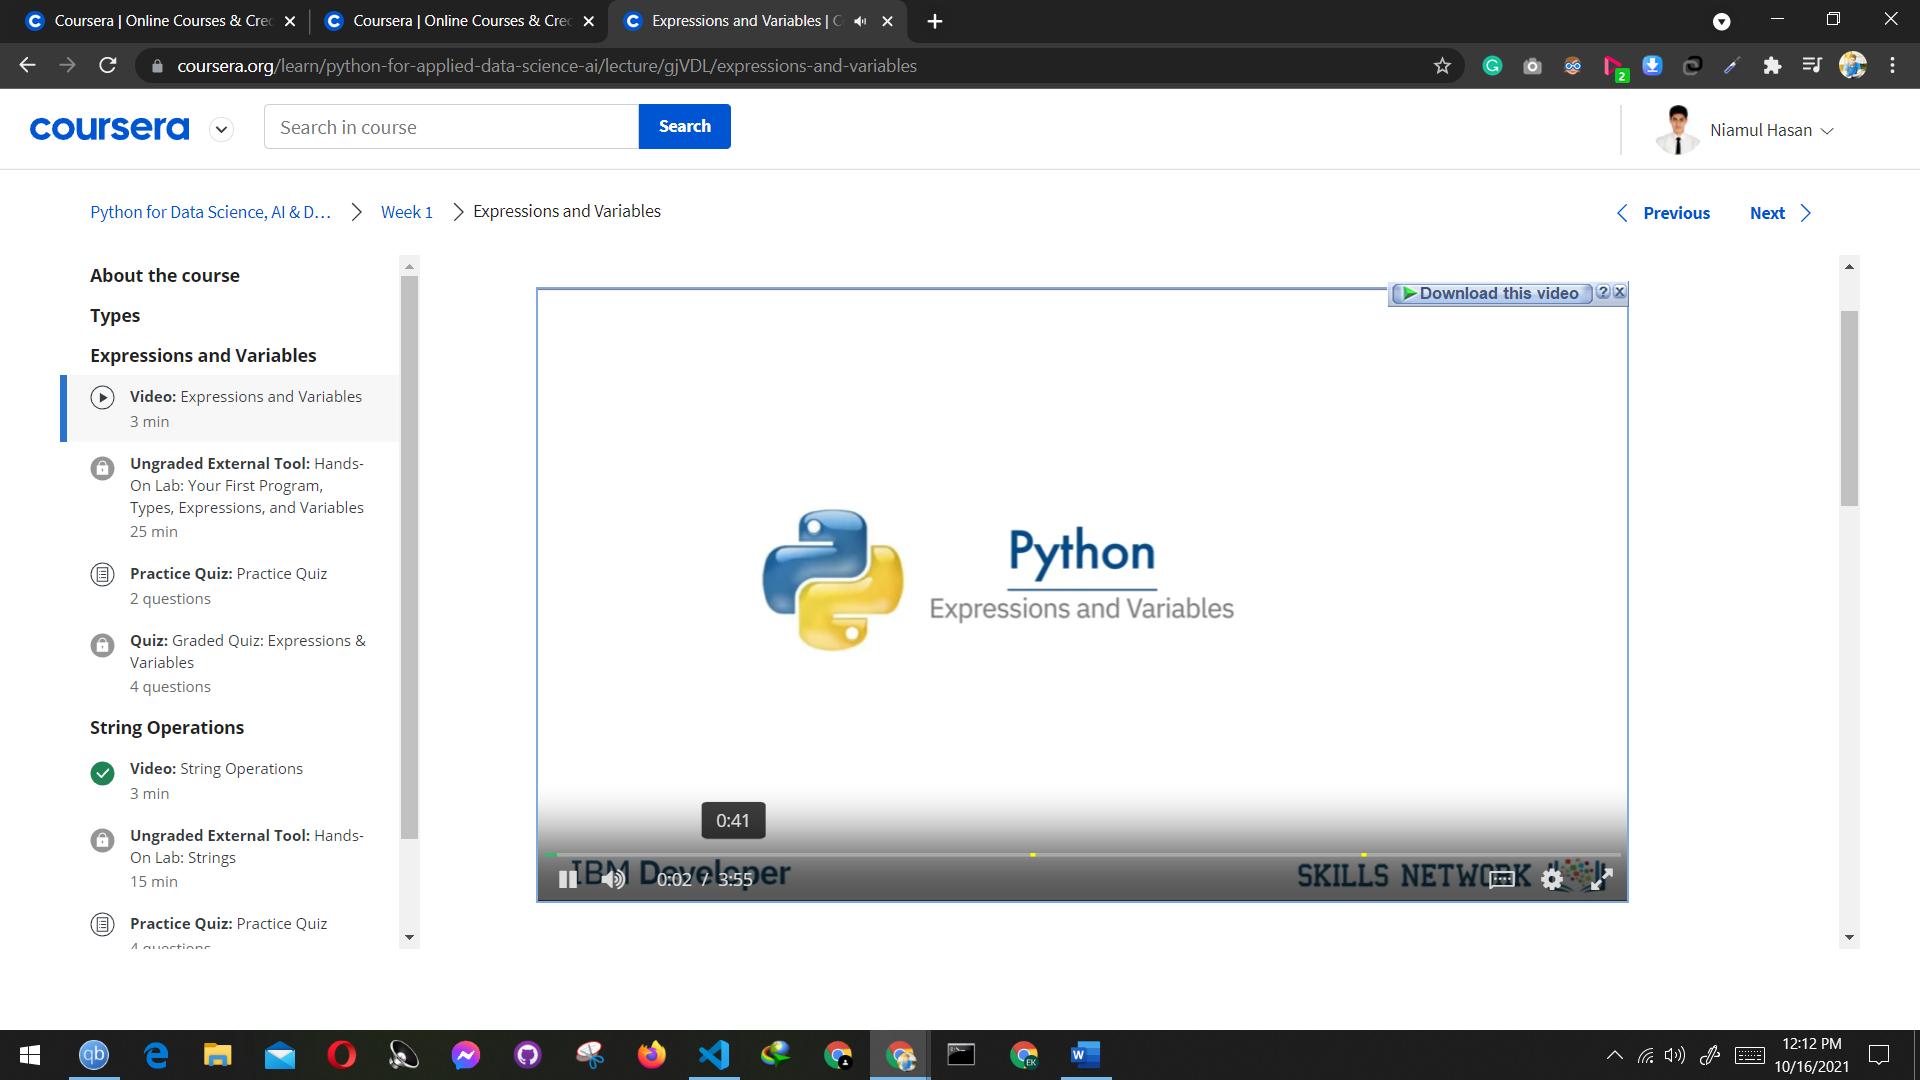 Coursera | Online Courses & Cre
Coursera | Online Courses & Cre
Expressions and Variables |
coursera.org/learn/python-for-applied-data-science-ai/lecture/gjVDL/expressions-and-variables
2
coursera
Search in course
Search
Niamul Hasan
Python for Data Science, AI & D...
Week 1
Expressions and Variables
Previous
Next
About the course
Types
Expressions and Variables
Video: Expressions and Variables
3 min
Ungraded External Tool: Hands-
On Lab: Your First Program,
Types, Expressions, and Variables
25 min
Practice Quiz: Practice Quiz
2 questions
Quiz: Graded Quiz: Expressions &
Variables
4 questions
String Operations
Video: String Operations
3 min
Ungraded External Tool: Hands-
On Lab: Strings
15 min
Practice Quiz: Practice Quiz
4 questions
Download this video
Python
Expressions and Variables
0:41
IBM Developer
SKILLS NETWORK
0:02 / 3:55
12:12 PM
10/16/2021